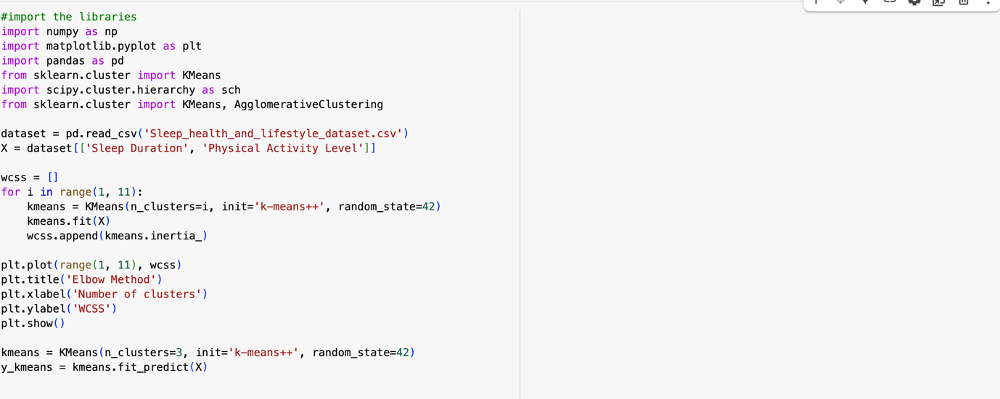 #import the libraries
import numpy as np
import matplotlib.pyplot as plt
import pandas as pd
from sklearn.cluster import KMeans
import scipy.cluster.hierarchy as sch
from sklearn.cluster import KMeans, AgglomerativeClustering
dataset = pd.read_csv('Sleep_health_and_lifestyle_dataset.csv')
X = dataset[['Sleep Duration', 'Physical Activity Level']]
wcss = []
for i in range(1, 11):
    kmeans = KMeans(n_clusters=i, init='k-means++', random_state=42)
    kmeans.fit(X)
    wcss.append(kmeans.inertia_)
plt.plot(range(1, 11), wcss)
plt.title('Elbow Method')
plt.xlabel('Number of clusters')
plt.ylabel('WCSS')
plt.show()
kmeans = KMeans(n_clusters=3, init='k-means++', random_state=42)
y_kmeans = kmeans.fit_predict(X)